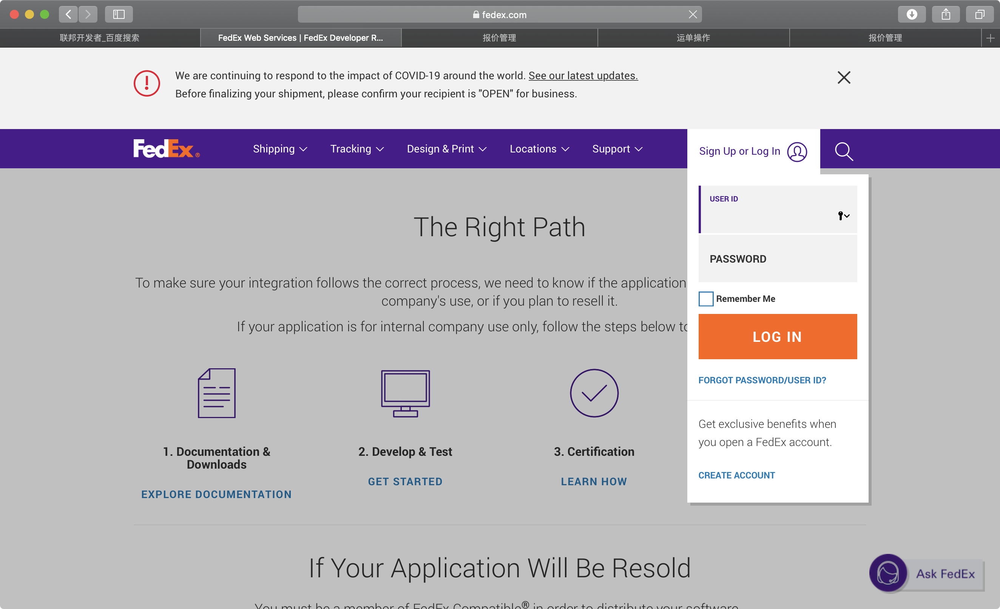 fedex.com
联邦开发者_百度搜索
FedEx Web Services | FedEx Developer R...
报价管理
运单操作
报价管理
We are continuing to respond to the impact of COVID-19 around the world. See our latest updates.
Before finalizing your shipment, please confirm your recipient is "OPEN" for business.
FedEx®
Shipping
Tracking
Design & Print
Locations
Support
Sign Up or Log In
USER ID
PASSWORD
Remember Me
LOG IN
FORGOT PASSWORD/USER ID?
Get exclusive benefits when
you open a FedEx account.
CREATE ACCOUNT
The Right Path
To make sure your integration follows the correct process, we need to know if the application
company's use, or if you plan to resell it.
If your application is for internal company use only, follow the steps below to
1. Documentation &
Downloads
EXPLORE DOCUMENTATION
2. Develop & Test
GET STARTED
3. Certification
LEARN HOW
If Your Application Will Be Resold
You must be a member of FedEx Compatible® in order to distribute your software
Ask FedEx